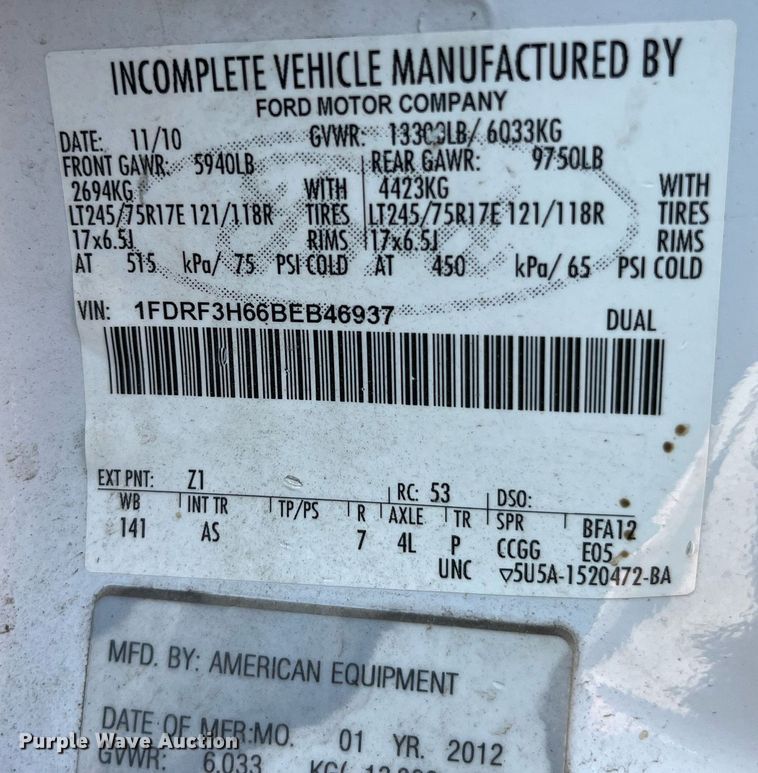 INCOMPLETE VEHICLE MANUFACTURED BY
FORD MOTOR COMPANY
DATE: 11/10 GVWR: 13300LB/ 6033KG
FRONT GAWR: 5940LB REAR GAWR: 9750LB
2694KG WITH 4423KG WITH
LT245/75R17E 121/118R TIRES LT245/75R17E 121/118R TIRES
17x6.5J RIMS 17x6.5J RIMS
AT 515 kPa/ 75 PSI COLD AT 450 kPa/ 65 PSI COLD
VIN: 1FDRF3H66BEB46937 DUAL
EXT PNT: Z1 RC: 53 DSO:
WB INT TR TP/PS R AXLE TR SPR BFA12
141 AS 7 4L P CCGG E05
UNC ▽5U5A-1520472-BA
MFD. BY: AMERICAN EQUIPMENT
DATE OF MFR:MO. 01 YR. 2012
GVWR: 6,033 KG(
Purple Wave Auction